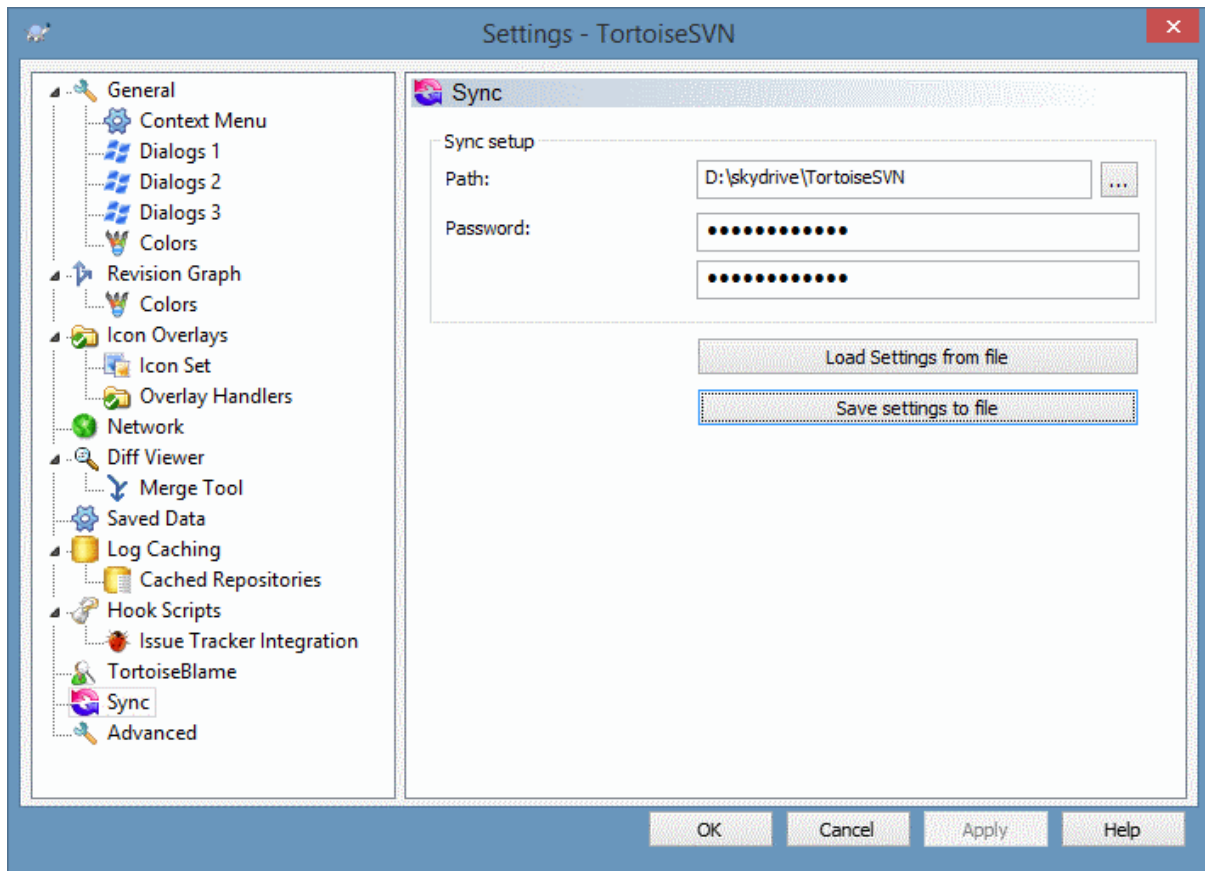 Settings - TortoiseSVN
General
Context Menu
Dialogs 1
Dialogs 2
Dialogs 3
Colors
Revision Graph
Colors
Icon Overlays
Icon Set
Overlay Handlers
Network
Diff Viewer
Merge Tool
Saved Data
Log Caching
Cached Repositories
Hook Scripts
Issue Tracker Integration
TortoiseBlame
Sync
Advanced
Sync
Sync setup
Path:
D:\skydrive\TortoiseSVN
...
Password:
●●●●●●●●●●●●
●●●●●●●●●●●●
Load Settings from file
Save settings to file
OK
Cancel
Apply
Help